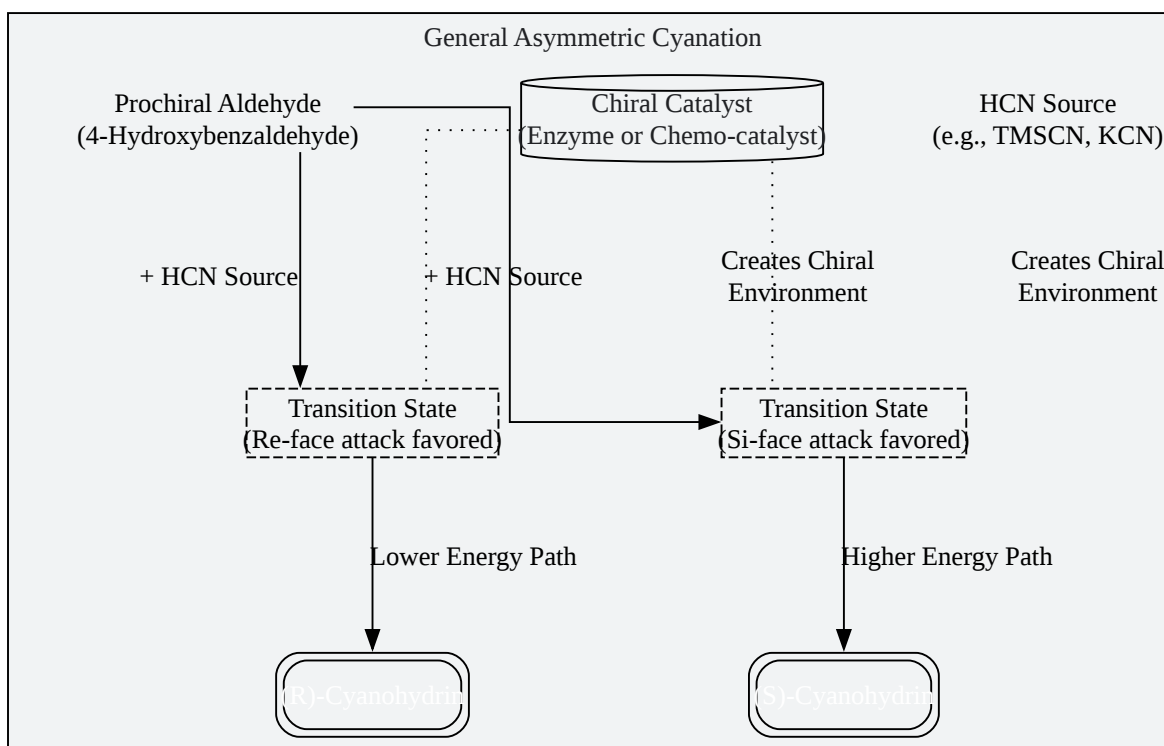 General Asymmetric Cyanation
Prochiral Aldehyde
(4-Hydroxybenzaldehyde)
Chiral Catalyst
(Enzyme or Chemo-catalyst)
HCN Source
(e.g., TMSCN, KCN)
+ HCN Source
+ HCN Source
Creates Chiral
Environment
Creates Chiral
Environment
Transition State
(Re-face attack favored)
Transition State
(Si-face attack favored)
Lower Energy Path
Higher Energy Path
(R)-Cyanohydrin
(S)-Cyanohydrin